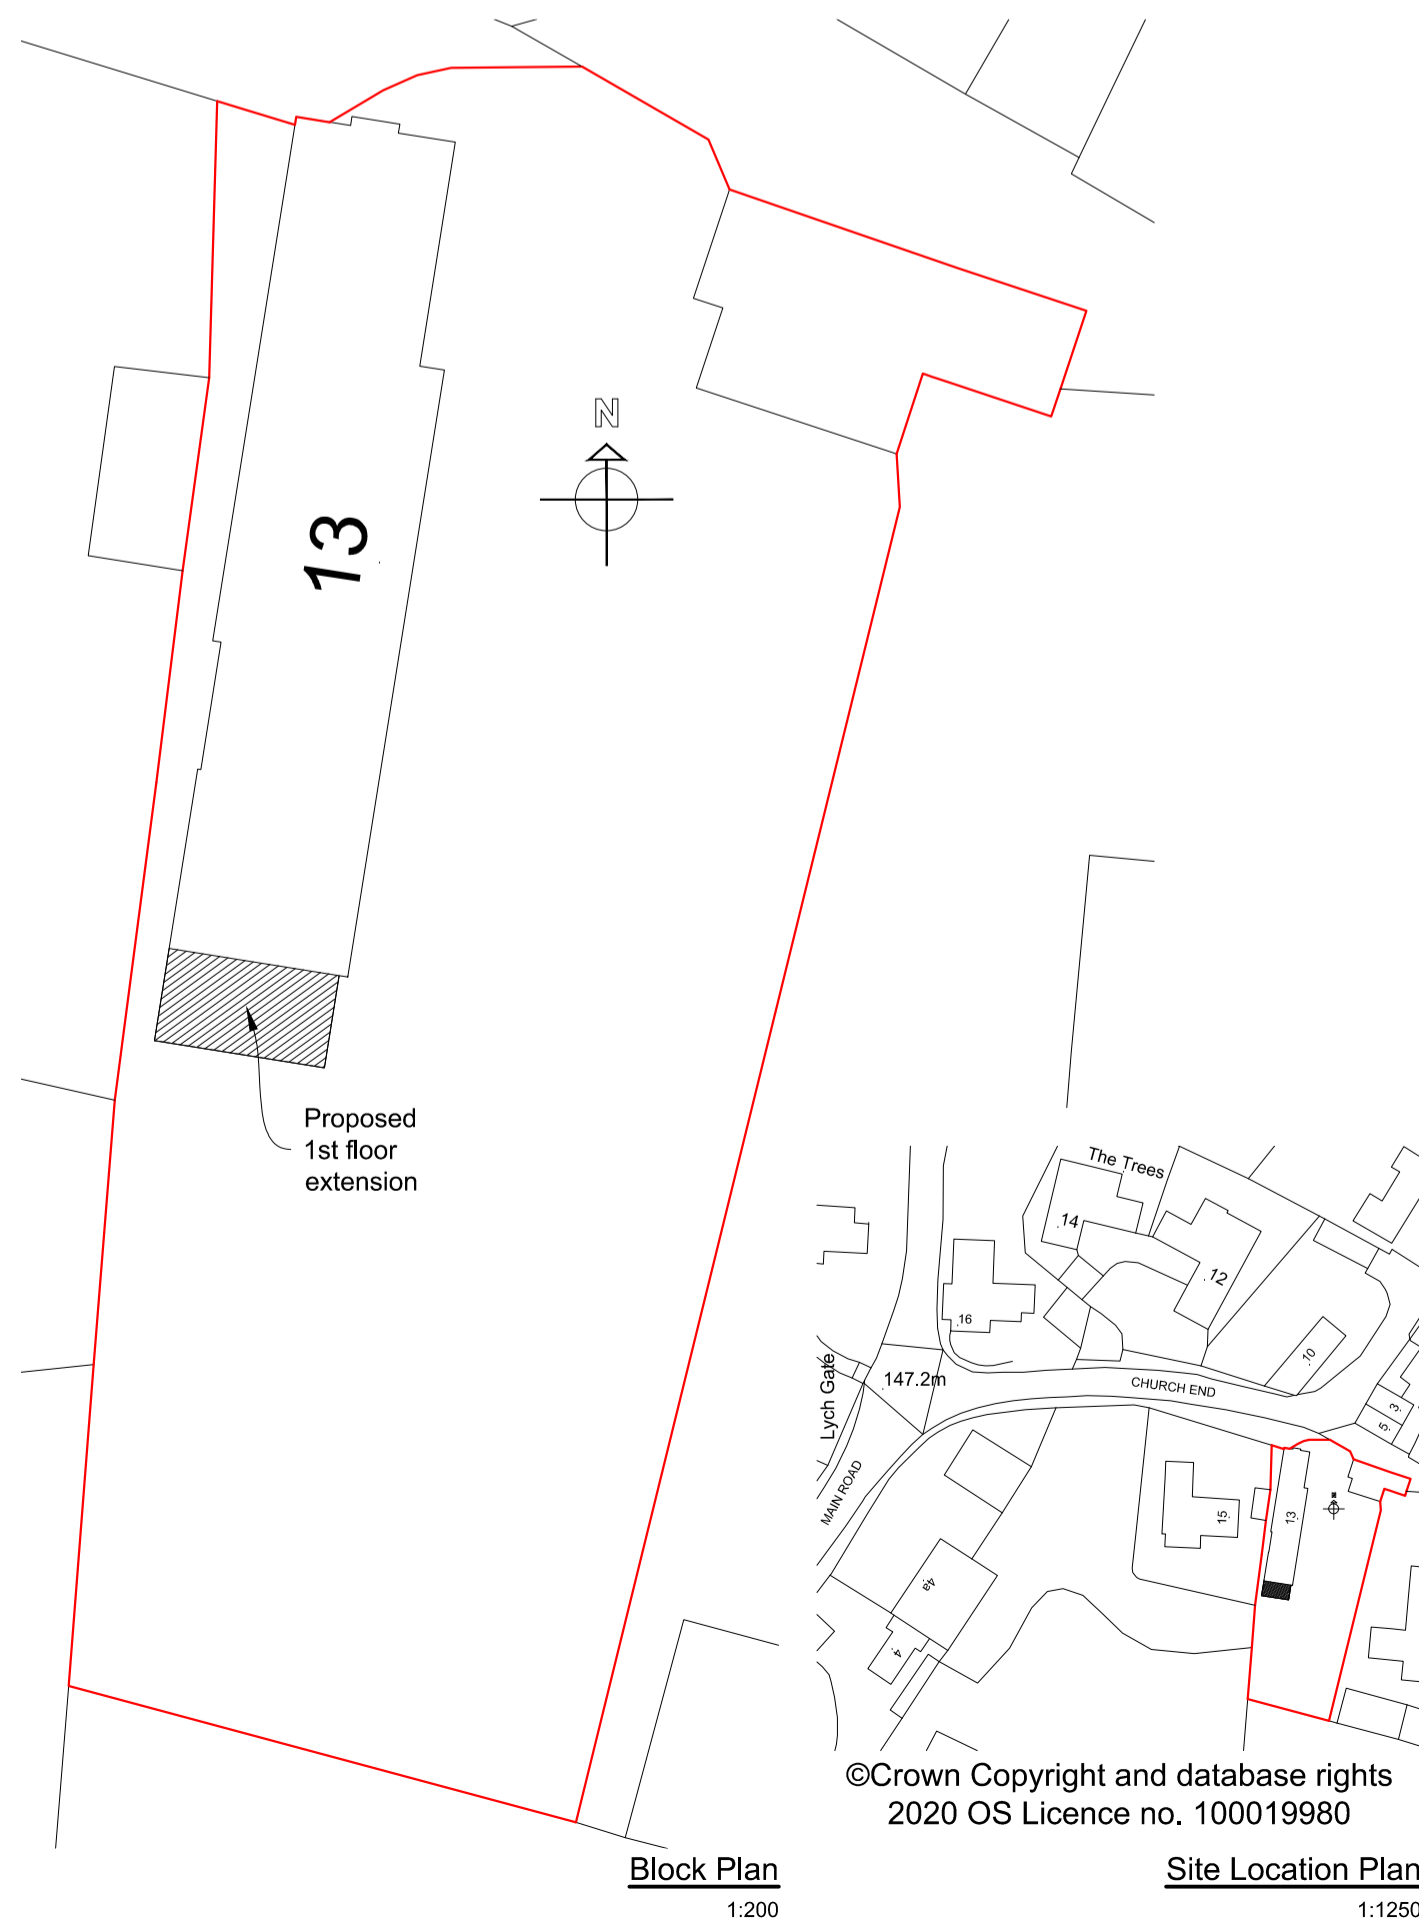 N
13
Proposed
1st floor
extension
The Trees
14
12
16
10
147.2m
Lych Gate
CHURCH END
3
5
MAIN ROAD
15
13
4a
4
©Crown Copyright and database rights
2020 OS Licence no. 100019980
Block Plan
1:200
Site Location Plan
1:1250